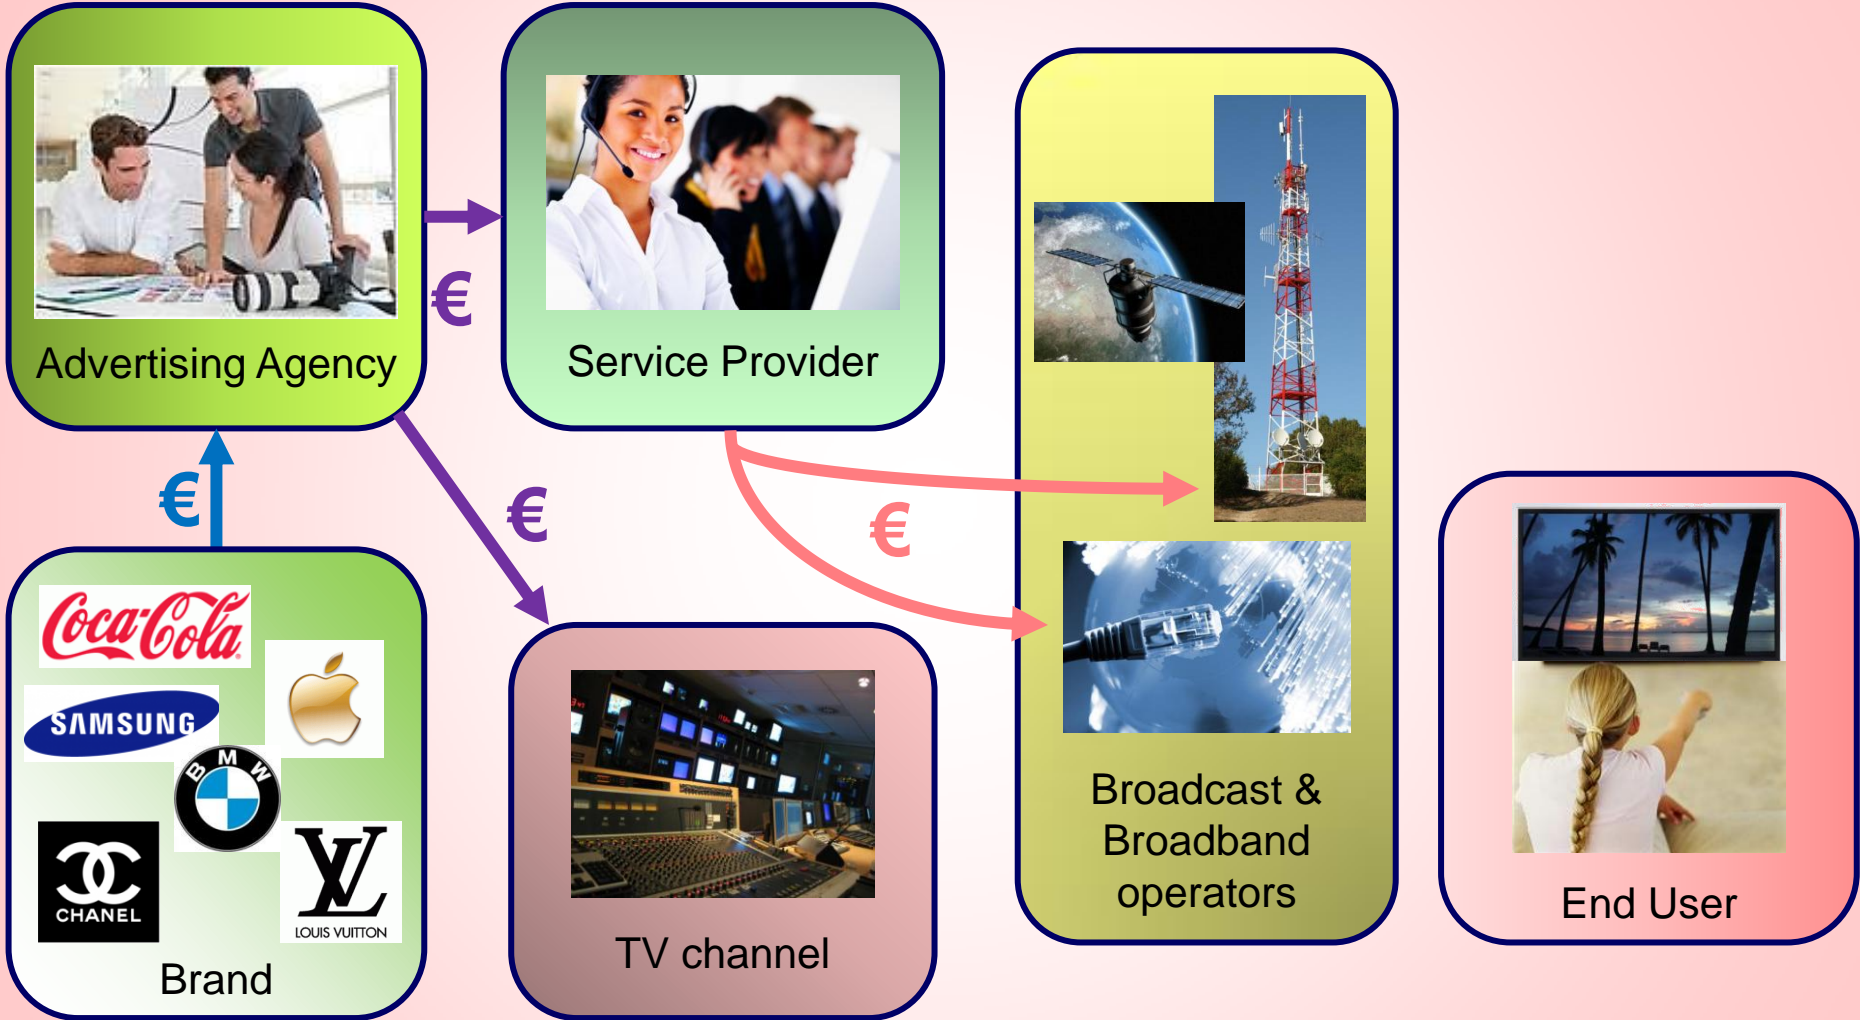 Advertising Agency
€
Service Provider
€
€
€
Coca-Cola
SAMSUNG
BMW
CHANEL
LOUIS VUITTON
Brand
TV channel
Broadcast &
Broadband
operators
End User